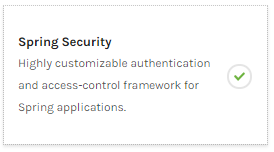 Spring Security
Highly customizable authentication
and access-control framework for
Spring applications.